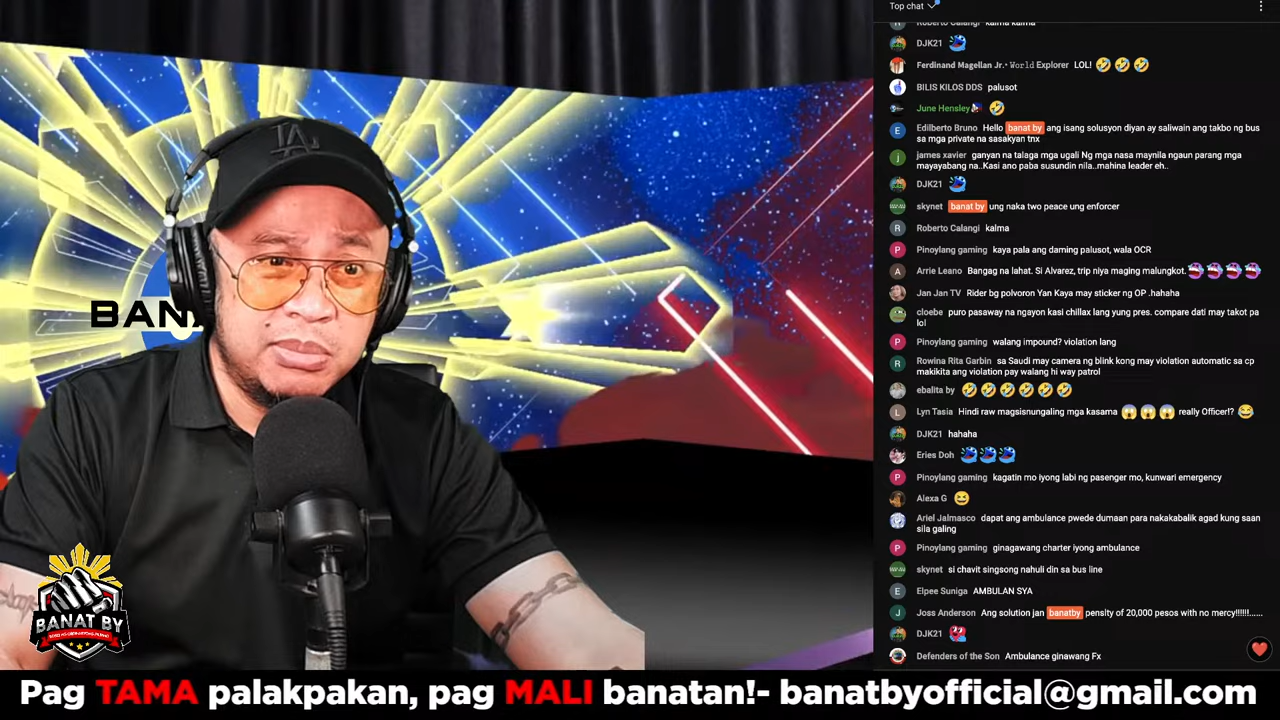 Top chat
Roberto Calangi kalma kalma
DJK21
Ferdinand Magellan Jr.· World Explorer LOL! 🤣 🤣 🤣
BILIS KILOS DDS palusot
June Hensley 🤣
Edilberto Bruno Hello banat by ang isang solusyon diyan ay saliwain ang takbo ng bus
sa mga private na sasakyan tnx
james xavier ganyan na talaga mga ugali Ng mga nasa maynila ngaun parang mga
mayayabang na..Kasi ano paba susundin nila..mahina leader eh..
DJK21
skynet banat by ung naka two peace ung enforcer
Roberto Calangi kalma
Pinoylang gaming kaya pala ang daming palusot, wala OCR
Arrie Leano Bangag na lahat. Si Alvarez, trip niya maging malungkot.
Jan Jan TV Rider bg polvoron Yan Kaya may sticker ng OP .hahaha
cloebe puro pasaway na ngayon kasi chillax lang yung pres. compare dati may takot pa
lol
Pinoylang gaming walang impound? violation lang
Rowina Rita Garbin sa Saudi may camera ng blink kong may violation automatic sa cp
makikita ang violation pay walang hi way patrol
ebalita by 🤣 🤣 🤣 🤣 🤣 🤣
Lyn Tasia Hindi raw magsisnungaling mga kasama 😱 😱 😱 really Officer!? 😂
DJK21 hahaha
Eries Doh
Pinoylang gaming kagatin mo iyong labi ng pasenger mo, kunwari emergency
Alexa G 😆
Ariel Jalmasco dapat ang ambulance pwede dumaan para nakakabalik agad kung saan
sila galing
Pinoylang gaming ginagawang charter iyong ambulance
skynet si chavit singsong nahuli din sa bus line
Elpee Suniga AMBULAN SYA
Joss Anderson Ang solution jan banatby penslty of 20,000 pesos with no mercy!!!!!!......
DJK21
Defenders of the Son Ambulance ginawang Fx
LA
BANA
BANAT BY
Pag TAMA palakpakan, pag MALI banatan!- banatbyofficial@gmail.com